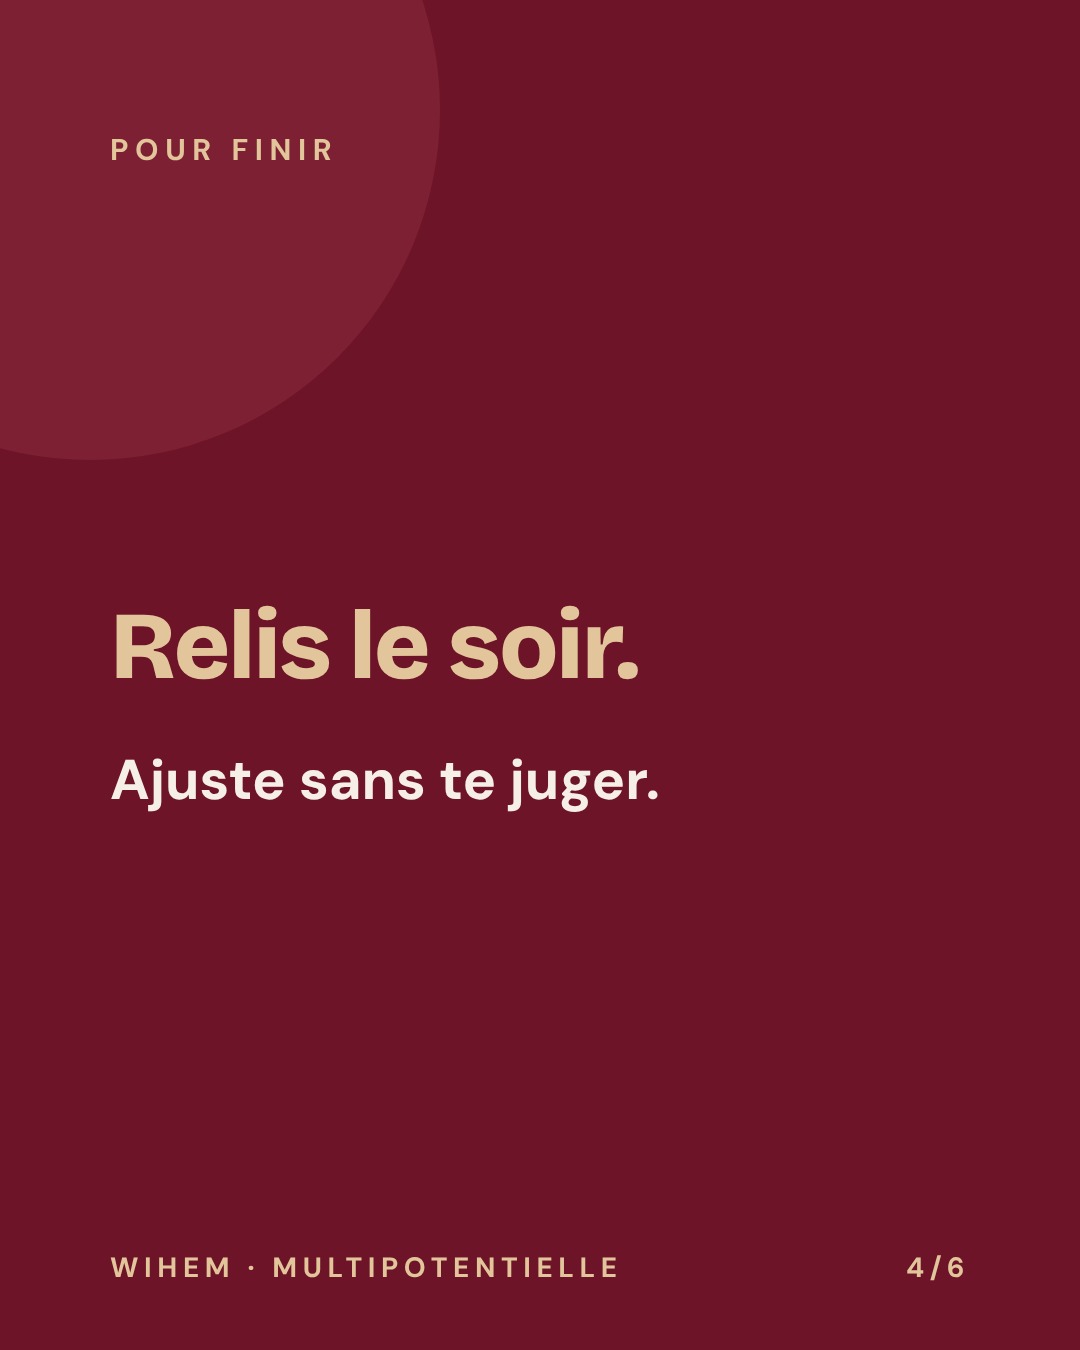 POUR FINIR
Relis le soir.
Ajuste sans te juger.
WIHEM · MULTIPOTENTIELLE
4/6